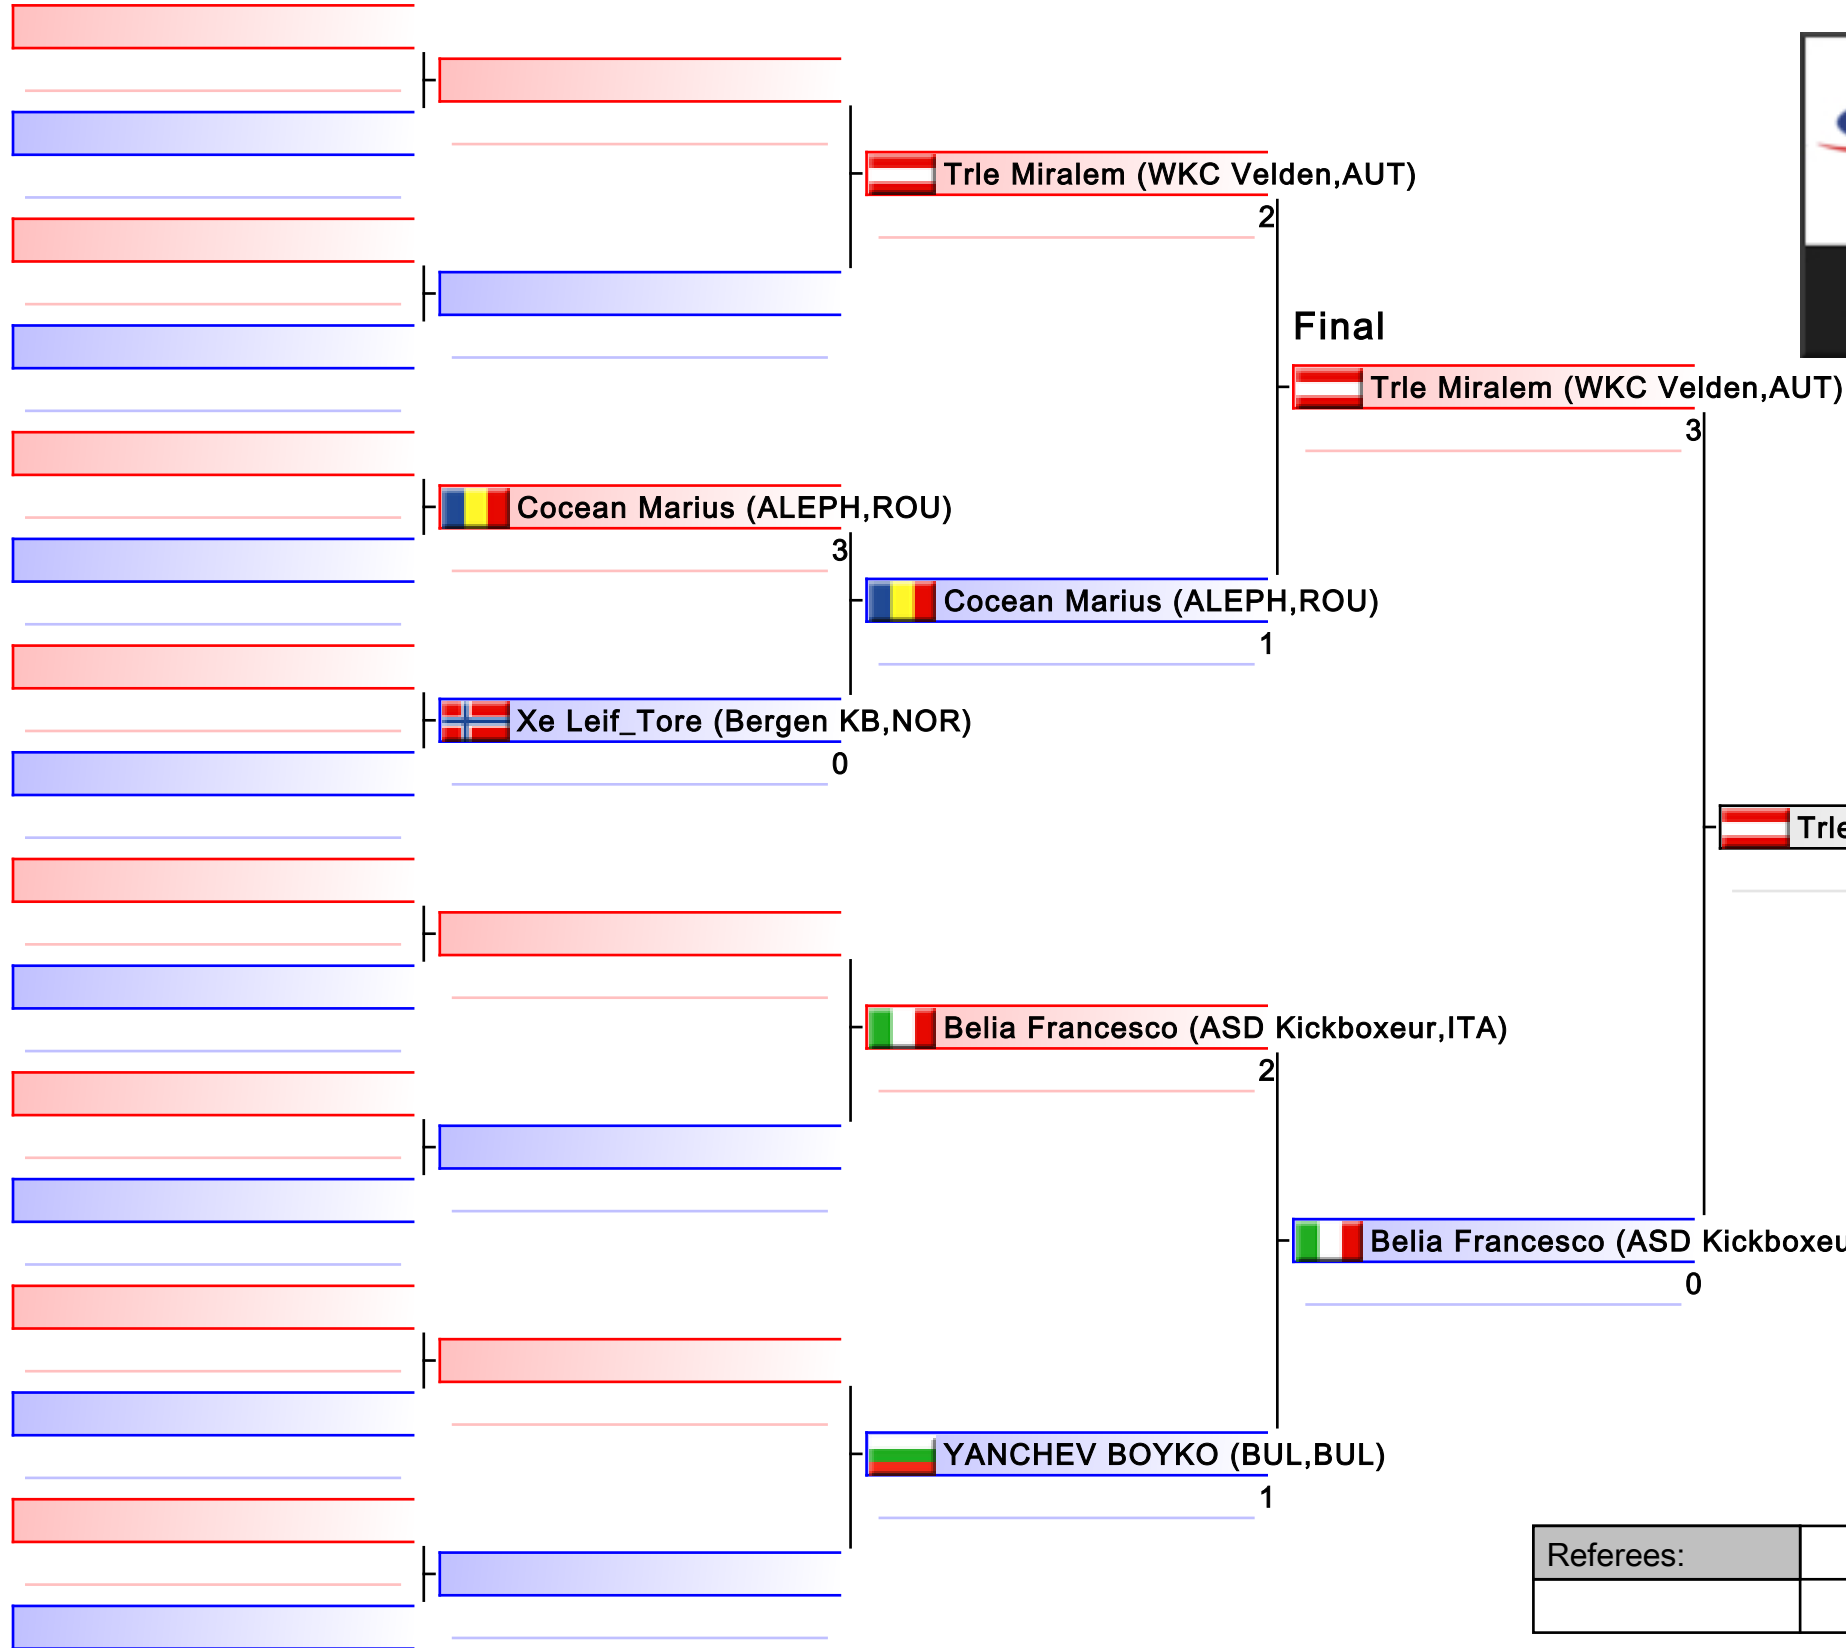 Trle Miralem (WKC Velden,AUT)
2
Final
Trle Miralem (WKC Velden,AUT)
3
Cocean Marius (ALEPH,ROU)
3
Cocean Marius (ALEPH,ROU)
1
Xe Leif_Tore (Bergen KB,NOR)
0
Trle
Belia Francesco (ASD Kickboxeur,ITA)
2
Belia Francesco (ASD Kickboxeu
0
YANCHEV BOYKO (BUL,BUL)
1
Referees: